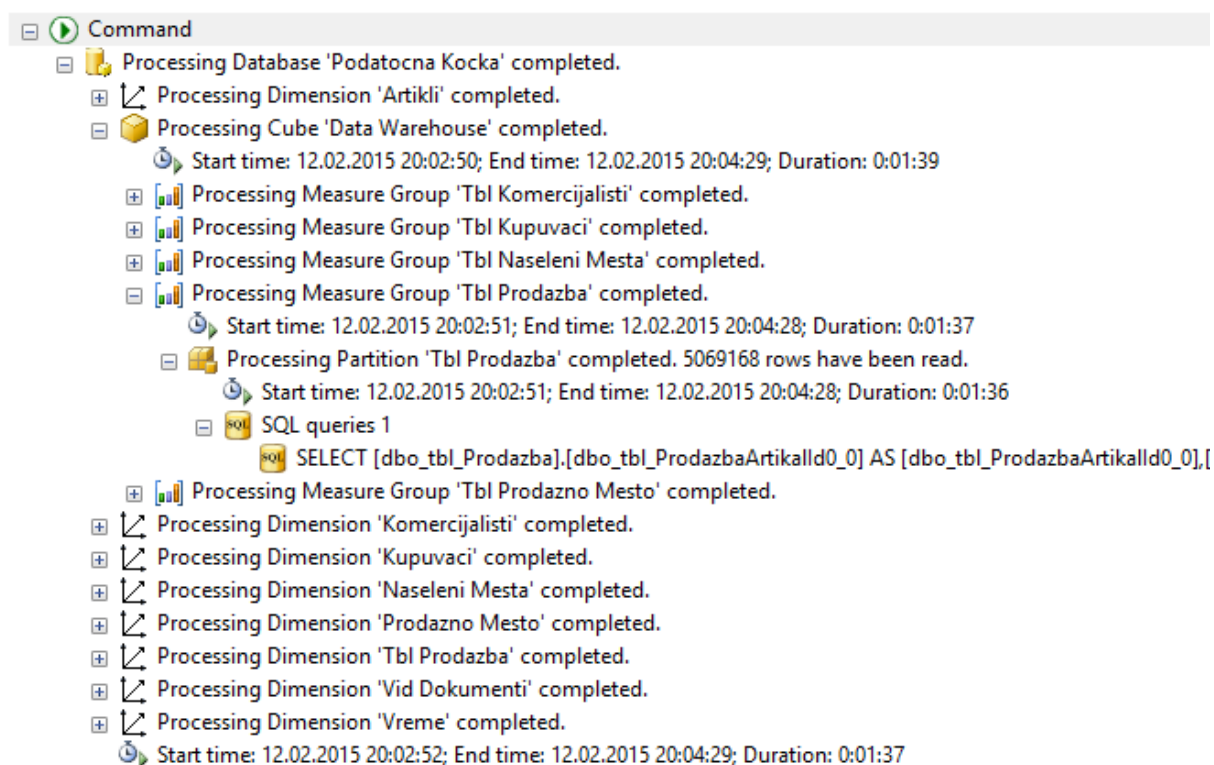 Command
Processing Database 'Podatocna Kocka' completed.
Processing Dimension 'Artikli' completed.
Processing Cube 'Data Warehouse' completed.
Start time: 12.02.2015 20:02:50; End time: 12.02.2015 20:04:29; Duration: 0:01:39
Processing Measure Group 'Tbl Komercijalisti' completed.
Processing Measure Group 'Tbl Kupuvaci' completed.
Processing Measure Group 'Tbl Naseleni Mesta' completed.
Processing Measure Group 'Tbl Prodazba' completed.
Start time: 12.02.2015 20:02:51; End time: 12.02.2015 20:04:28; Duration: 0:01:37
Processing Partition 'Tbl Prodazba' completed. 5069168 rows have been read.
Start time: 12.02.2015 20:02:51; End time: 12.02.2015 20:04:28; Duration: 0:01:36
SQL SQL queries 1
SQL SELECT [dbo_tbl_Prodazba].[dbo_tbl_ProdazbaArtikalId0_0] AS [dbo_tbl_ProdazbaArtikalId0_0],[
Processing Measure Group 'Tbl Prodazno Mesto' completed.
Processing Dimension 'Komercijalisti' completed.
Processing Dimension 'Kupuvaci' completed.
Processing Dimension 'Naseleni Mesta' completed.
Processing Dimension 'Prodazno Mesto' completed.
Processing Dimension 'Tbl Prodazba' completed.
Processing Dimension 'Vid Dokumenti' completed.
Processing Dimension 'Vreme' completed.
Start time: 12.02.2015 20:02:52; End time: 12.02.2015 20:04:29; Duration: 0:01:37